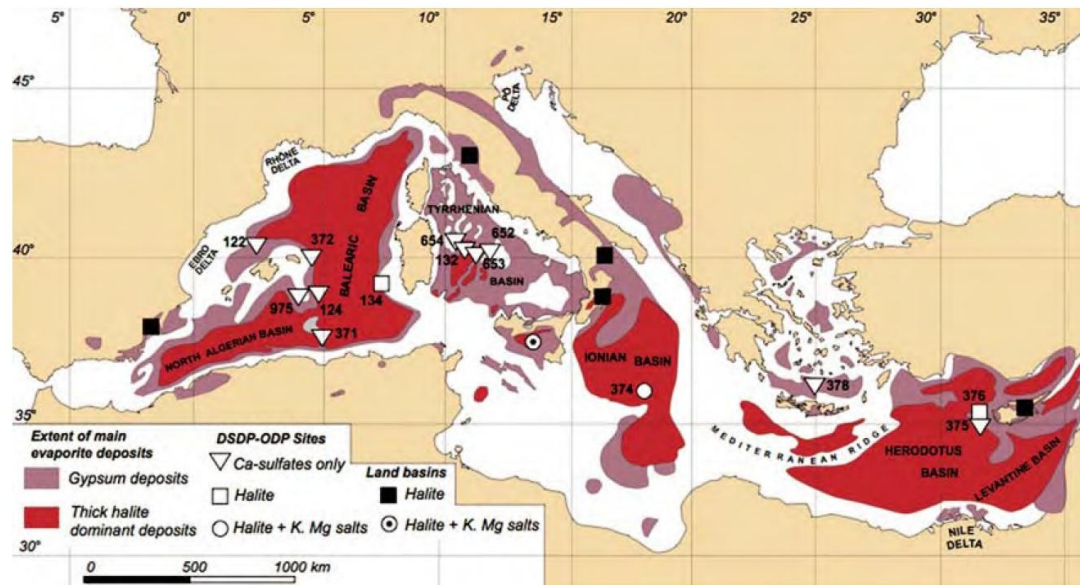 5°
0°
5°
10°
15°
20°
25°
30°
35°
45°
40°
35°
30°
PO
DELTA
RHÔNE
DELTA
EBRO
DELTA
BALEARIC BASIN
TYRRHENIAN
BASIN
122
372
654
652
132
653
134
975
124
371
NORTH ALGERIAN BASIN
IONIAN
BASIN
374
378
376
375
MEDITERRANEAN RIDGE
HERODOTUS
BASIN
LEVANTINE BASIN
NILE
DELTA
Extent of main
evaporite deposits
Gypsum deposits
Thick halite
dominant deposits
DSDP-ODP Sites
Ca-sulfates only
Halite
Halite + K. Mg salts
Land basins
Halite
Halite + K. Mg salts
0 500 1000 km